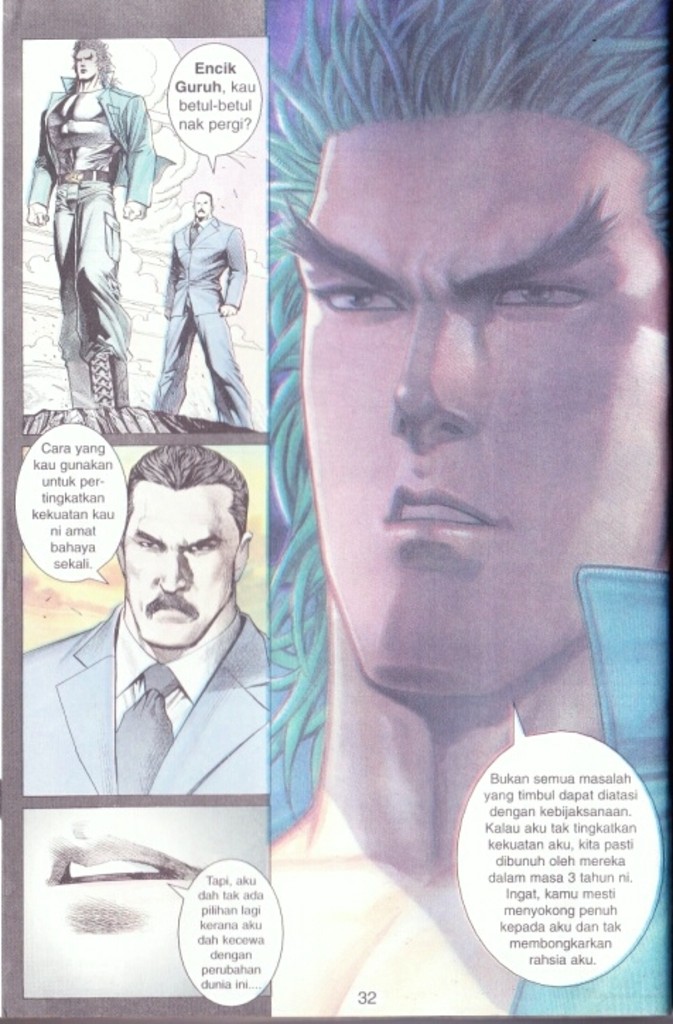 Encik
Guruh, kau
betul-betul
nak pergi?
Cara yang
kau gunakan
untuk per-
tingkatkan
kekuatan kau
ni amat
bahaya
sekali.
Tapi, aku
dah tak ada
pilihan lagi
kerana aku
dah kecewa
dengan
perubahan
dunia ini....
Bukan semua masalah
yang timbul dapat diatasi
dengan kebijaksanaan.
Kalau aku tak tingkatkan
kekuatan aku, kita pasti
dibunuh oleh mereka
dalam masa 3 tahun ni.
Ingat, kamu mesti
menyokong penuh
kepada aku dan tak
membongkarkan
rahsia aku.
32